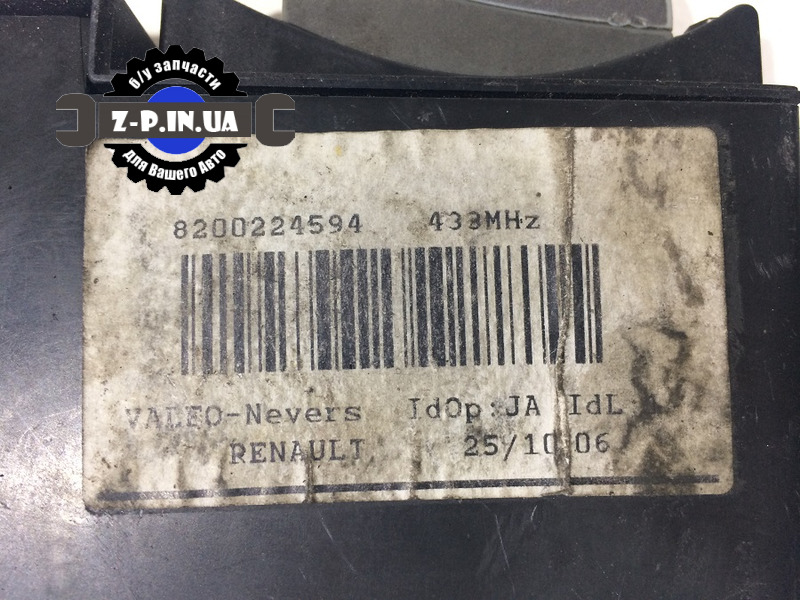 б/у запчасти
Z-P.IN.UA
для Вашего Авто
8200224594 433MHz
VALEO-Nevers IdOp:JA IdL
RENAULT 25/10/06